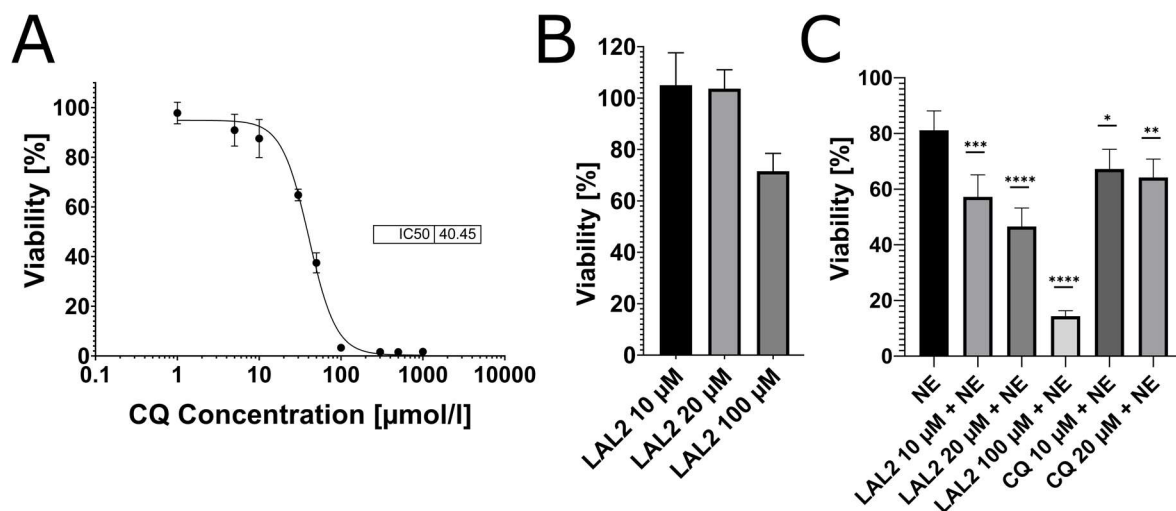 A
Viability [%]
100
80
60
40
20
0
IC50 40.45
0.1 1 10 100 1000 10000
CQ Concentration [µmol/l]
B
Viability [%]
120
100
80
60
40
20
0
LAL2 10 µM
LAL2 20 µM
LAL2 100 µM
C
Viability [%]
100
80
60
40
20
0
***
****
****
*
**
NE
LAL2 10 µM + NE
LAL2 20 µM + NE
LAL2 100 µM + NE
CQ 10 µM + NE
CQ 20 µM + NE